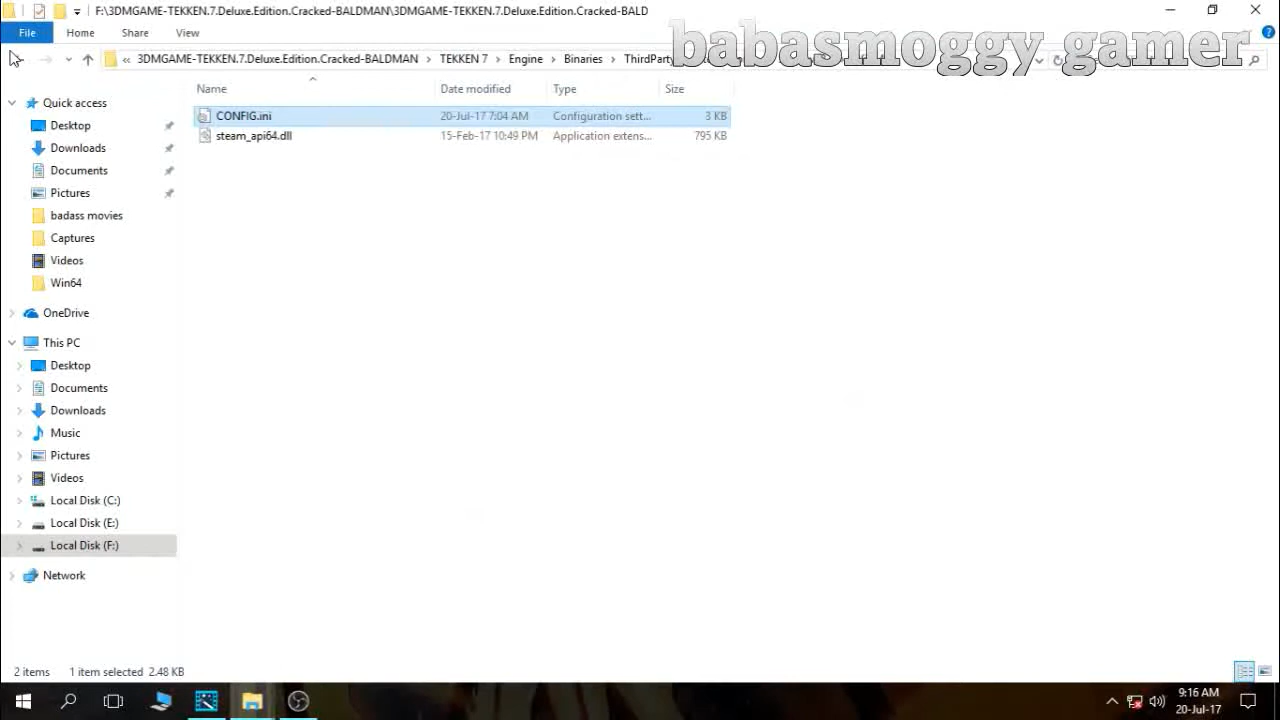 F:\3DMGAME-TEKKEN.7.Deluxe.Edition.Cracked-BALDMAN\3DMGAME-TEKKEN.7.Deluxe.Edition.Cracked-BALD
File Home Share View
babasmoggy gamer
« 3DMGAME-TEKKEN.7.Deluxe.Edition.Cracked-BALDMAN > TEKKEN 7 > Engine > Binaries > ThirdParty
Name Date modified Type Size
CONFIG.ini 20-Jul-17 7:04 AM Configuration sett... 3 KB
steam_api64.dll 15-Feb-17 10:49 PM Application extens... 795 KB
Quick access
Desktop
Downloads
Documents
Pictures
badass movies
Captures
Videos
Win64
OneDrive
This PC
Desktop
Documents
Downloads
Music
Pictures
Videos
Local Disk (C:)
Local Disk (E:)
Local Disk (F:)
Network
2 items 1 item selected 2.48 KB
9:16 AM
20-Jul-17